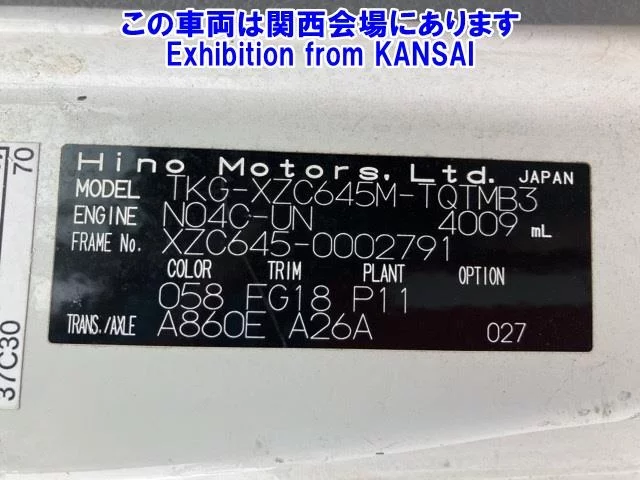 この車両は関西会場にあります
Exhibition from KANSAI
Hino Motors, Ltd. JAPAN
MODEL TKG-XZC645M-TQTMB3
ENGINE N04C-UN 4009 mL
FRAME No. XZC645-0002791
COLOR TRIM PLANT OPTION
058 FG18 P11
TRANS./AXLE A860E A26A 027
70
37C30